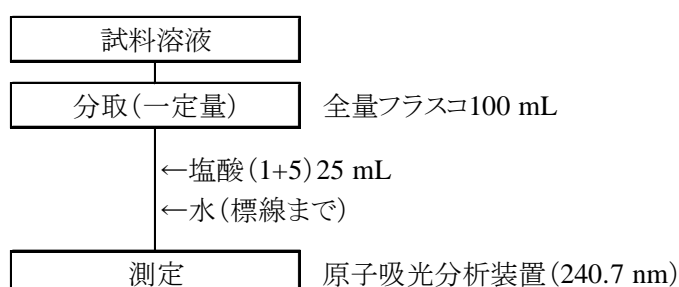 試料溶液
分取(一定量) 全量フラスコ100 mL
←塩酸(1+5)25 mL
←水(標線まで)
測定 原子吸光分析装置(240.7 nm)